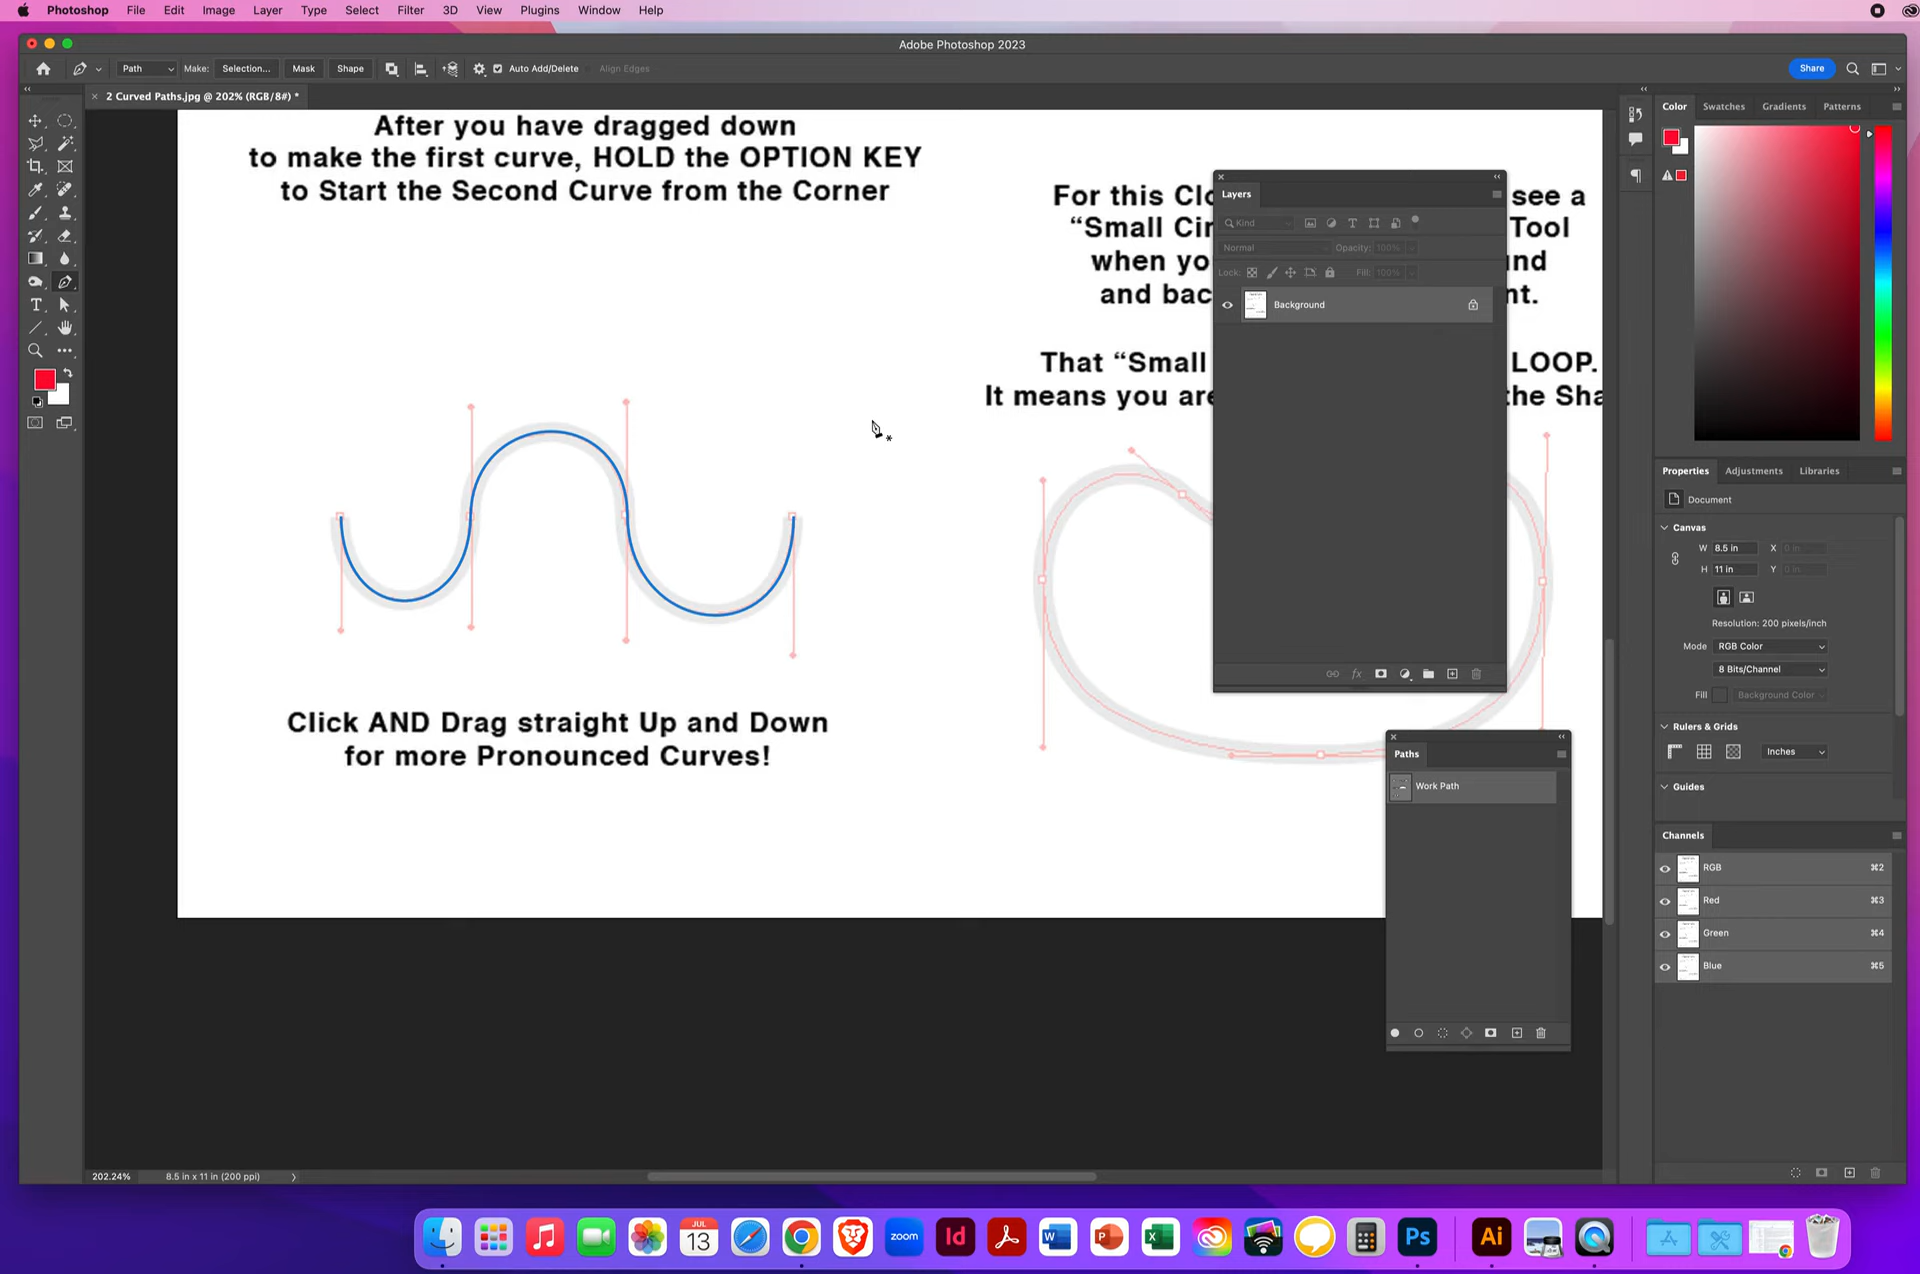 Photoshop File Edit Image Layer Type Select Filter 3D View Plugins Window Help
Adobe Photoshop 2023
Path Make: Selection... Mask Shape Auto Add/Delete Align Edges Share
× 2 Curved Paths.jpg @ 202% (RGB/8#) *
After you have dragged down
to make the first curve, HOLD the OPTION KEY
to Start the Second Curve from the Corner
Click AND Drag straight Up and Down
for more Pronounced Curves!
For this Clo see a
“Small Cir Tool
when yo und
and bac nt.
That “Small LOOP.
It means you are the Sha
Layers
Kind
Normal Opacity: 100%
Lock: Fill: 100%
Background
Paths
Work Path
Color Swatches Gradients Patterns
Properties Adjustments Libraries
Document
Canvas
W 8.5 in X 0 in
H 11 in Y 0 in
Resolution: 200 pixels/inch
Mode RGB Color
8 Bits/Channel
Fill Background Color
Rulers & Grids
Inches
Guides
Channels
RGB ⌘2
Red ⌘3
Green ⌘4
Blue ⌘5
202.24% 8.5 in x 11 in (200 ppi)
JUL
13
zoom
Id
W
P
X
Ps
Ai